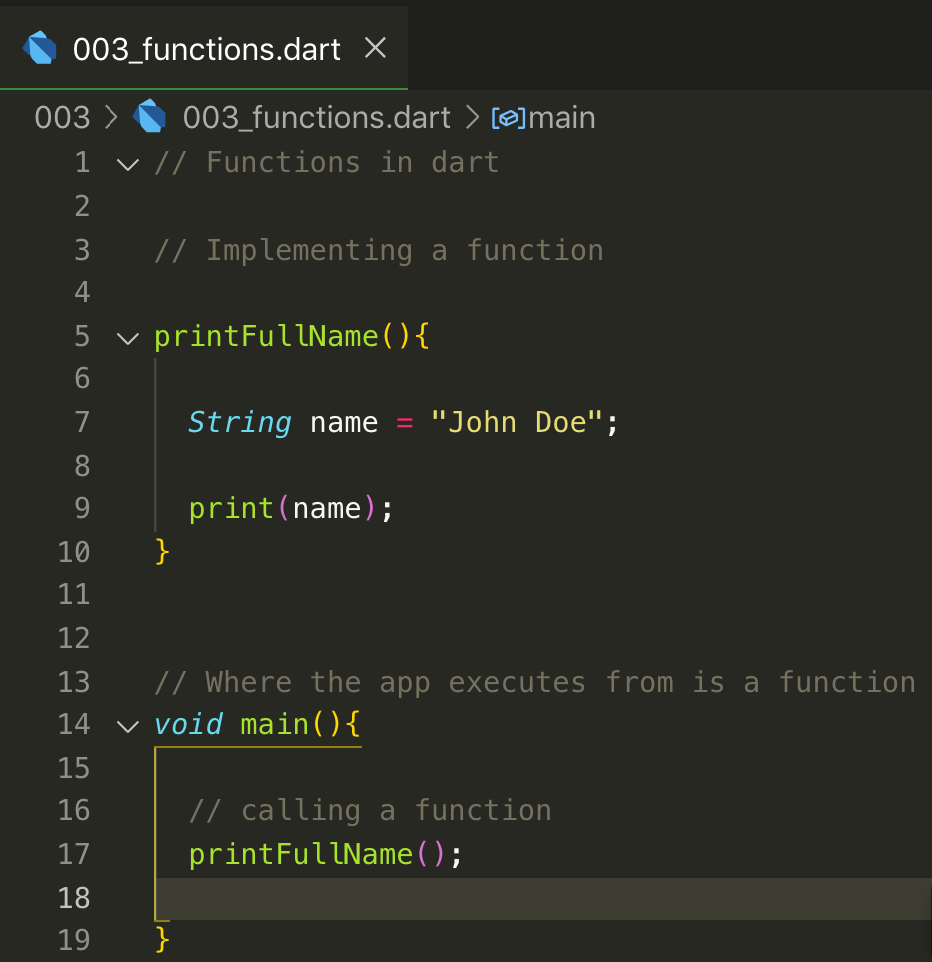 003_functions.dart
003 > 003_functions.dart > main
1 // Functions in dart
2
3 // Implementing a function
4
5 printFullName(){
6
7   String name = "John Doe";
8
9   print(name);
10 }
11
12
13 // Where the app executes from is a function
14 void main(){
15
16   // calling a function
17   printFullName();
18
19 }